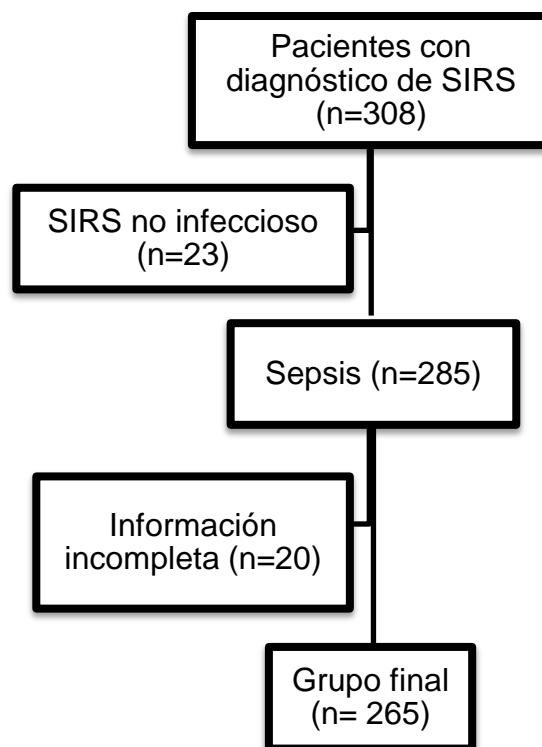 Pacientes con
diagnóstico de SIRS
(n=308)
SIRS no infeccioso
(n=23)
Sepsis (n=285)
Información
incompleta (n=20)
Grupo final
(n= 265)